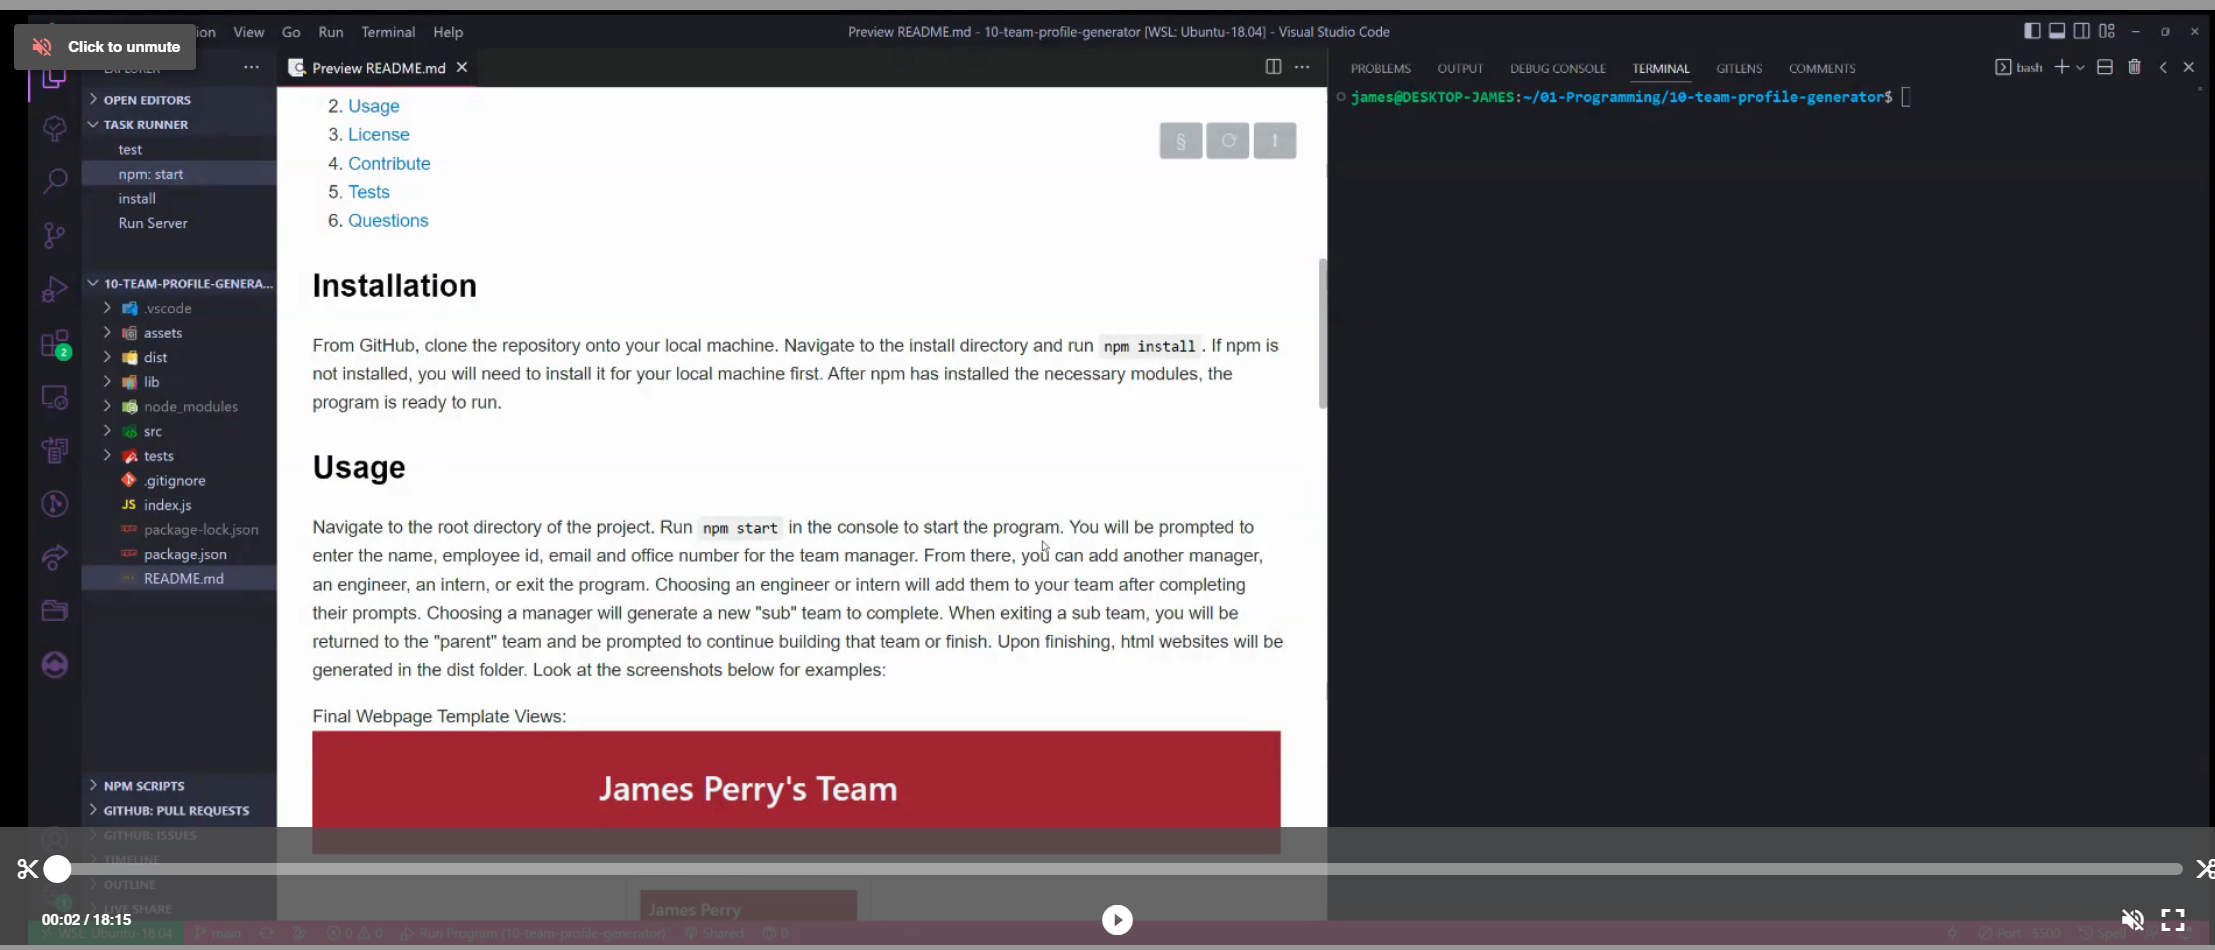 Click to unmute
ion View Go Run Terminal Help
Preview README.md - 10-team-profile-generator [WSL: Ubuntu-18.04] - Visual Studio Code
EXPLORER
Preview README.md
OPEN EDITORS
TASK RUNNER
test
npm: start
install
Run Server
10-TEAM-PROFILE-GENERA...
.vscode
assets
dist
lib
node_modules
src
tests
.gitignore
JS index.js
package-lock.json
package.json
README.md
NPM SCRIPTS
GITHUB: PULL REQUESTS
GITHUB: ISSUES
TIMELINE
OUTLINE
LIVE SHARE
2
1
2. Usage
3. License
4. Contribute
5. Tests
6. Questions
§
Installation
From GitHub, clone the repository onto your local machine. Navigate to the install directory and run npm install . If npm is
not installed, you will need to install it for your local machine first. After npm has installed the necessary modules, the
program is ready to run.
Usage
Navigate to the root directory of the project. Run npm start in the console to start the program. You will be prompted to
enter the name, employee id, email and office number for the team manager. From there, you can add another manager,
an engineer, an intern, or exit the program. Choosing an engineer or intern will add them to your team after completing
their prompts. Choosing a manager will generate a new "sub" team to complete. When exiting a sub team, you will be
returned to the "parent" team and be prompted to continue building that team or finish. Upon finishing, html websites will be
generated in the dist folder. Look at the screenshots below for examples:
Final Webpage Template Views:
James Perry's Team
James Perry
PROBLEMS OUTPUT DEBUG CONSOLE TERMINAL GITLENS COMMENTS
bash
james@DESKTOP-JAMES:~/01-Programming/10-team-profile-generator$
00:02 / 18:15
WSL: Ubuntu-18.04 main 0 0 Run Program (10-team-profile-generator) Shared 0
Port : 5500 Spell